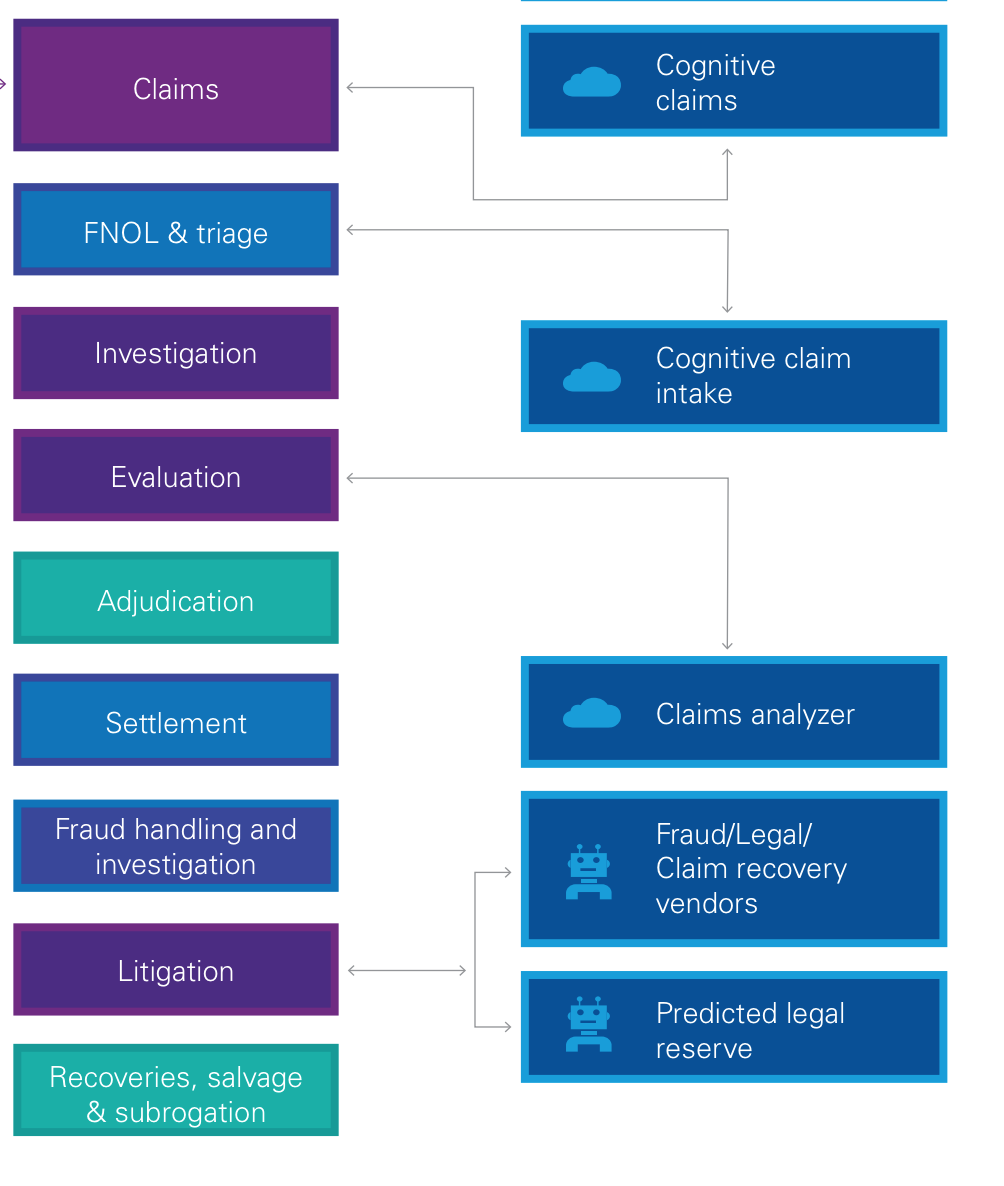 Claims
FNOL & triage
Investigation
Evaluation
Adjudication
Settlement
Fraud handling and
investigation
Litigation
Recoveries, salvage
& subrogation
Cognitive
claims
Cognitive claim
intake
Claims analyzer
Fraud/Legal/
Claim recovery
vendors
Predicted legal
reserve